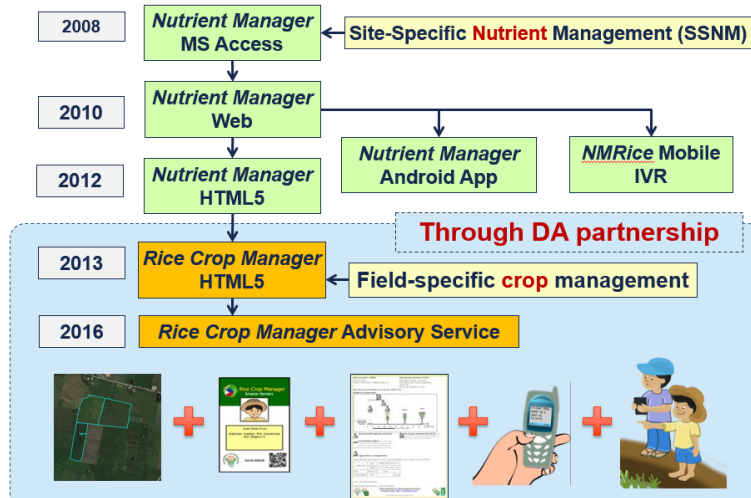 2008
Nutrient Manager
MS Access
Site-Specific Nutrient Management (SSNM)
2010
Nutrient Manager
Web
Nutrient Manager
Android App
NMRice Mobile
IVR
2012
Nutrient Manager
HTML5
Through DA partnership
2013
Rice Crop Manager
HTML5
Field-specific crop management
2016
Rice Crop Manager Advisory Service
Rice Crop Manager